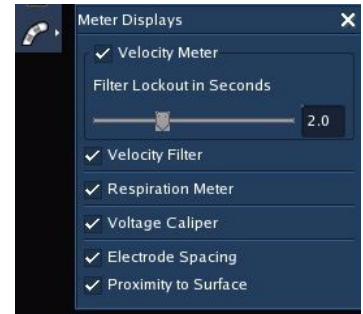 Meter Displays
Velocity Meter
Filter Lockout in Seconds
2.0
Velocity Filter
Respiration Meter
Voltage Caliper
Electrode Spacing
Proximity to Surface